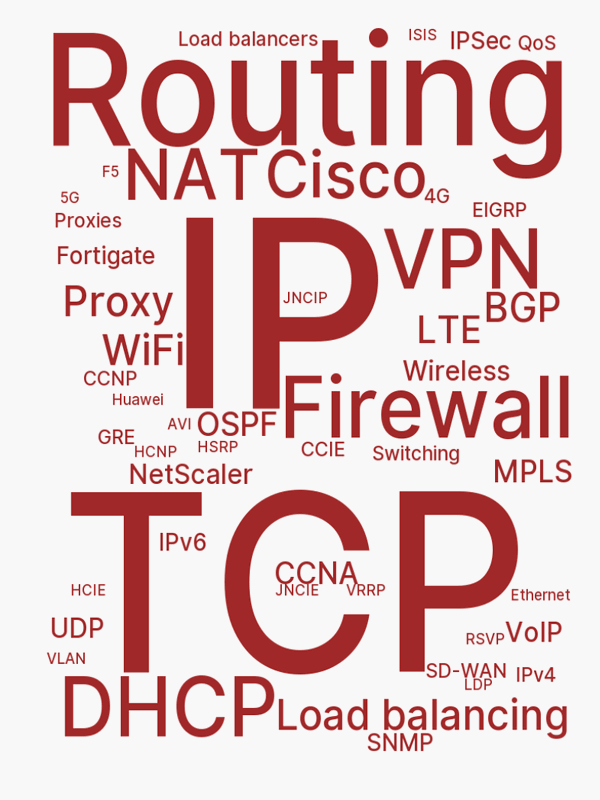 Load balancers
ISIS
IPSec
QoS
Routing
F5
NAT
Cisco
5G
4G
Proxies
EIGRP
Fortigate
IP
VPN
Proxy
JNCIP
BGP
LTE
WiFi
CCNP
Wireless
Huawei
Firewall
AVI
OSPF
GRE
HCNP
HSRP
CCIE
Switching
NetScaler
MPLS
TCP
IPv6
CCNA
HCIE
JNCIE
VRRP
Ethernet
UDP
RSVP
VoIP
VLAN
SD-WAN
IPv4
LDP
DHCP
Load balancing
SNMP